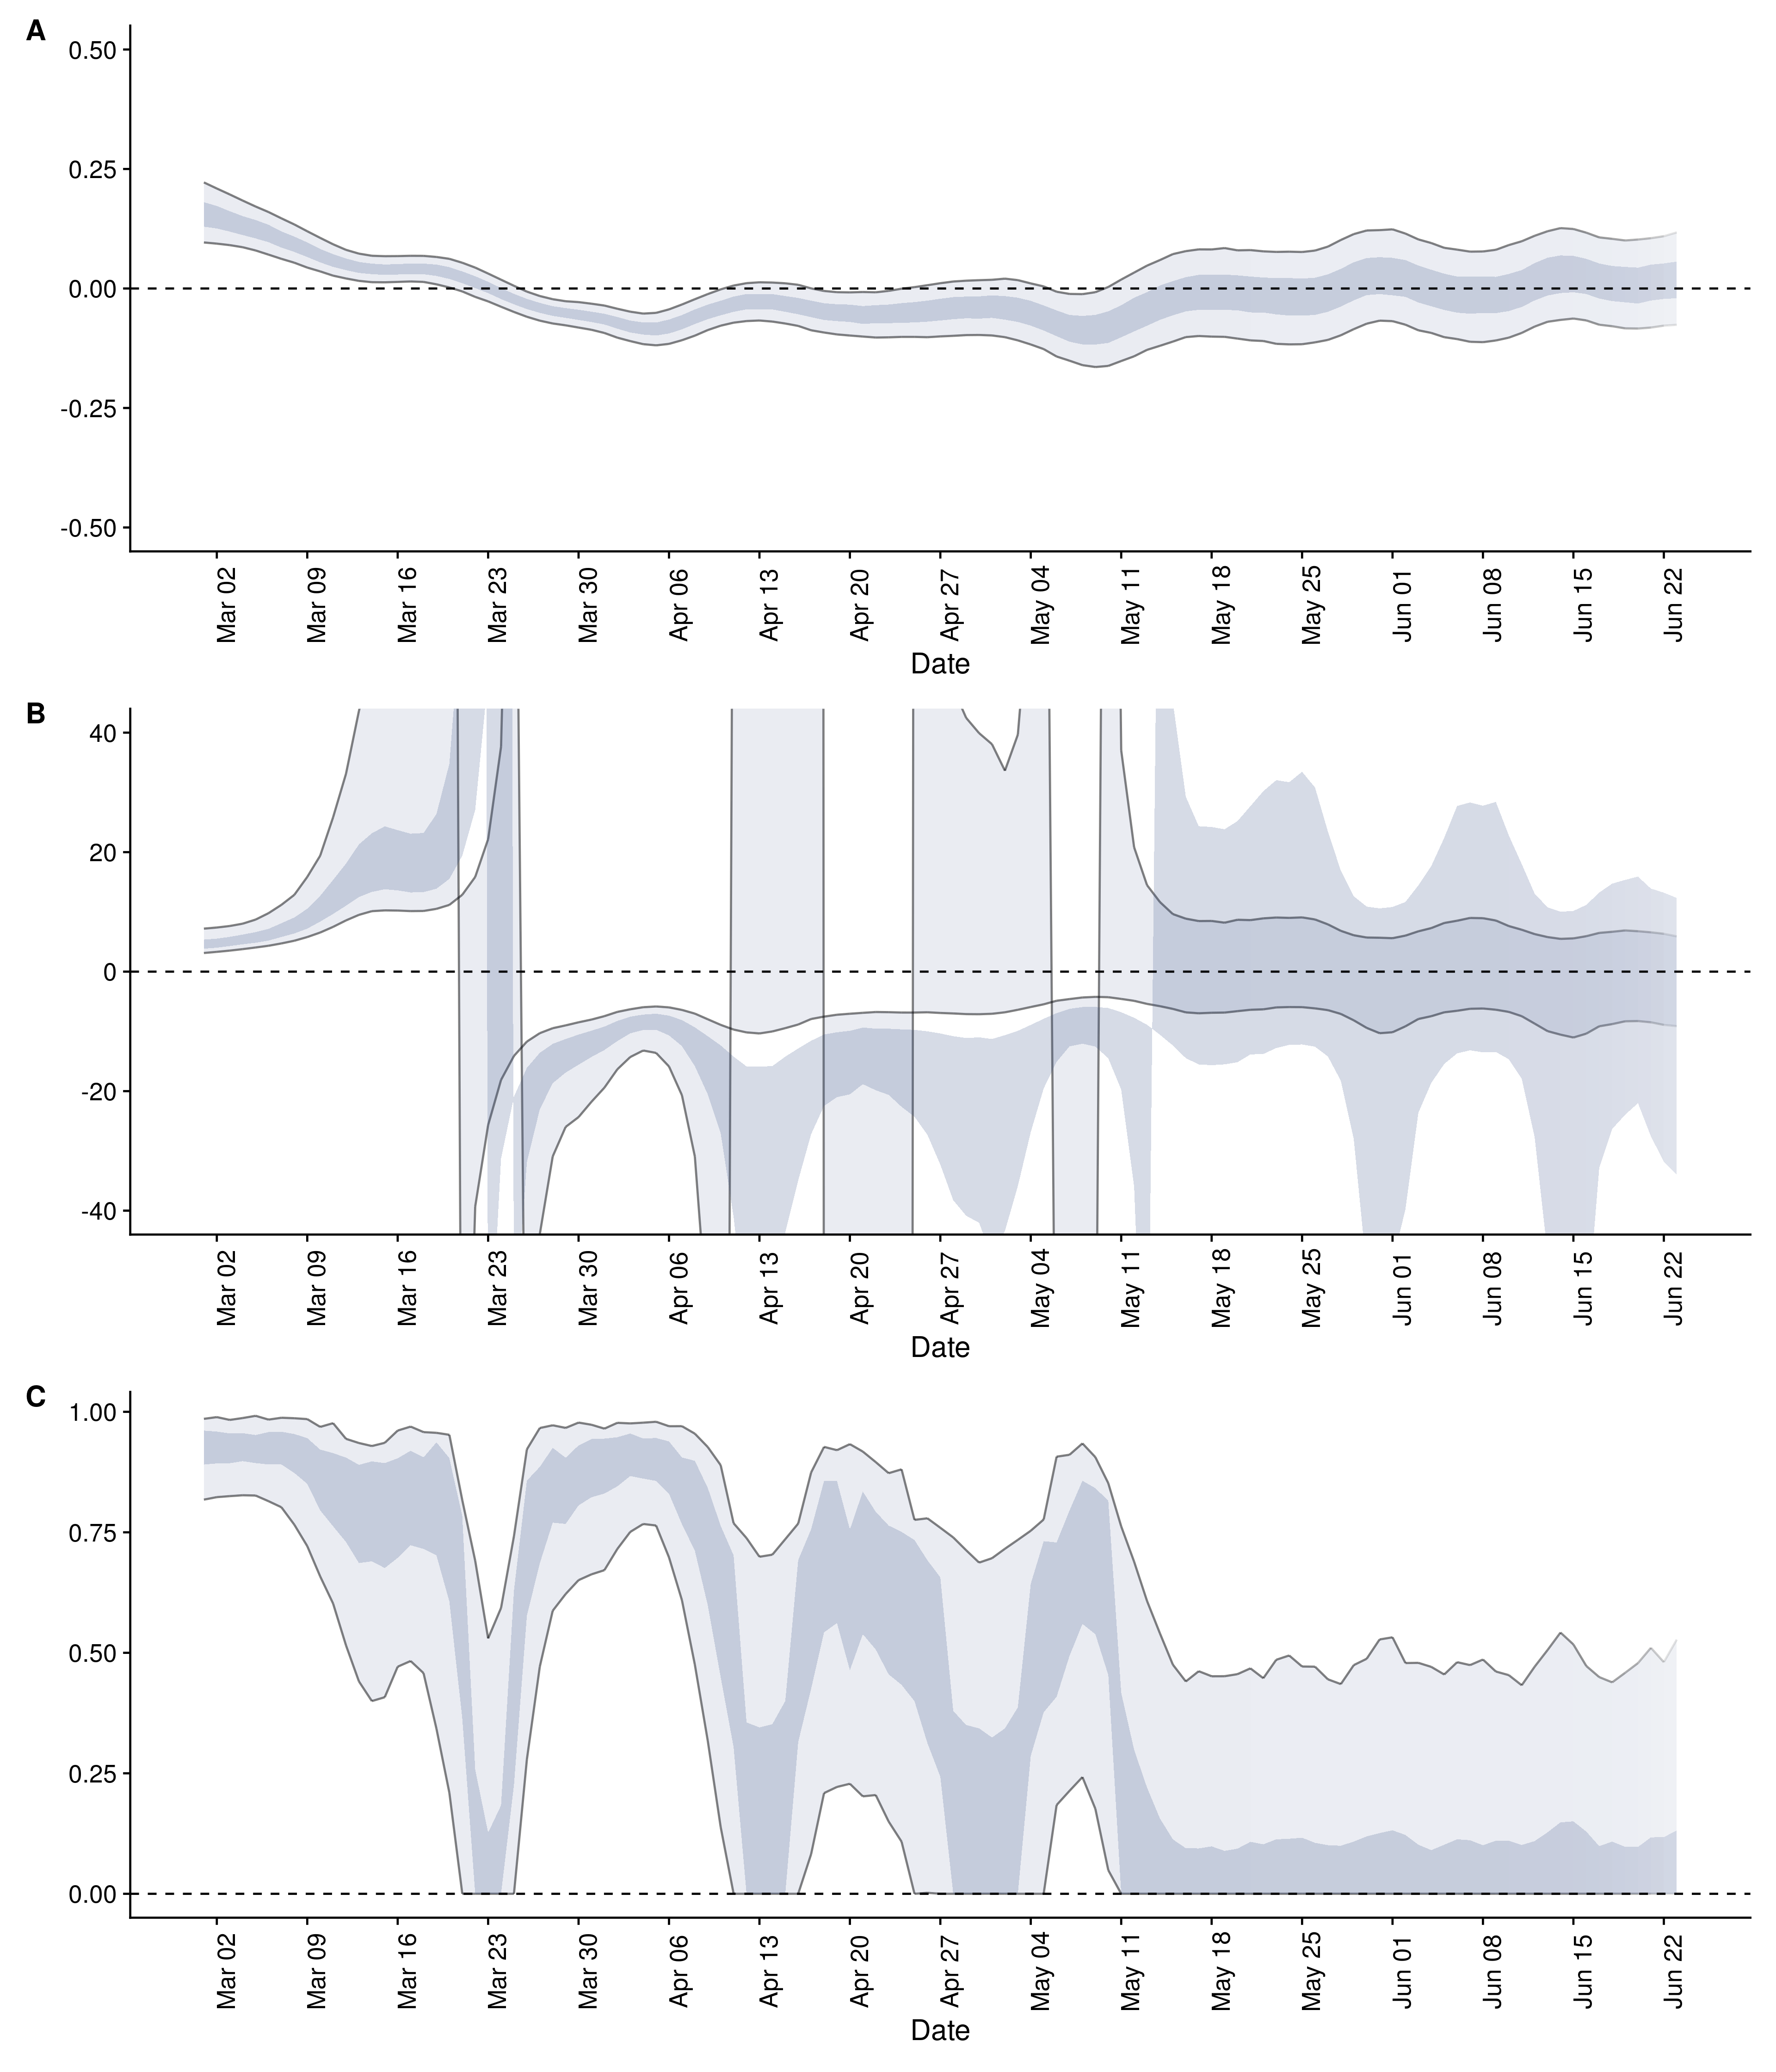 A
0.50
0.25
0.00
-0.25
-0.50
Mar 02
Mar 09
Mar 16
Mar 23
Mar 30
Apr 06
Apr 13
Apr 20
Apr 27
May 04
May 11
May 18
May 25
Jun 01
Jun 08
Jun 15
Jun 22
Date
B
40
20
0
-20
-40
Mar 02
Mar 09
Mar 16
Mar 23
Mar 30
Apr 06
Apr 13
Apr 20
Apr 27
May 04
May 11
May 18
May 25
Jun 01
Jun 08
Jun 15
Jun 22
Date
C
1.00
0.75
0.50
0.25
0.00
Mar 02
Mar 09
Mar 16
Mar 23
Mar 30
Apr 06
Apr 13
Apr 20
Apr 27
May 04
May 11
May 18
May 25
Jun 01
Jun 08
Jun 15
Jun 22
Date